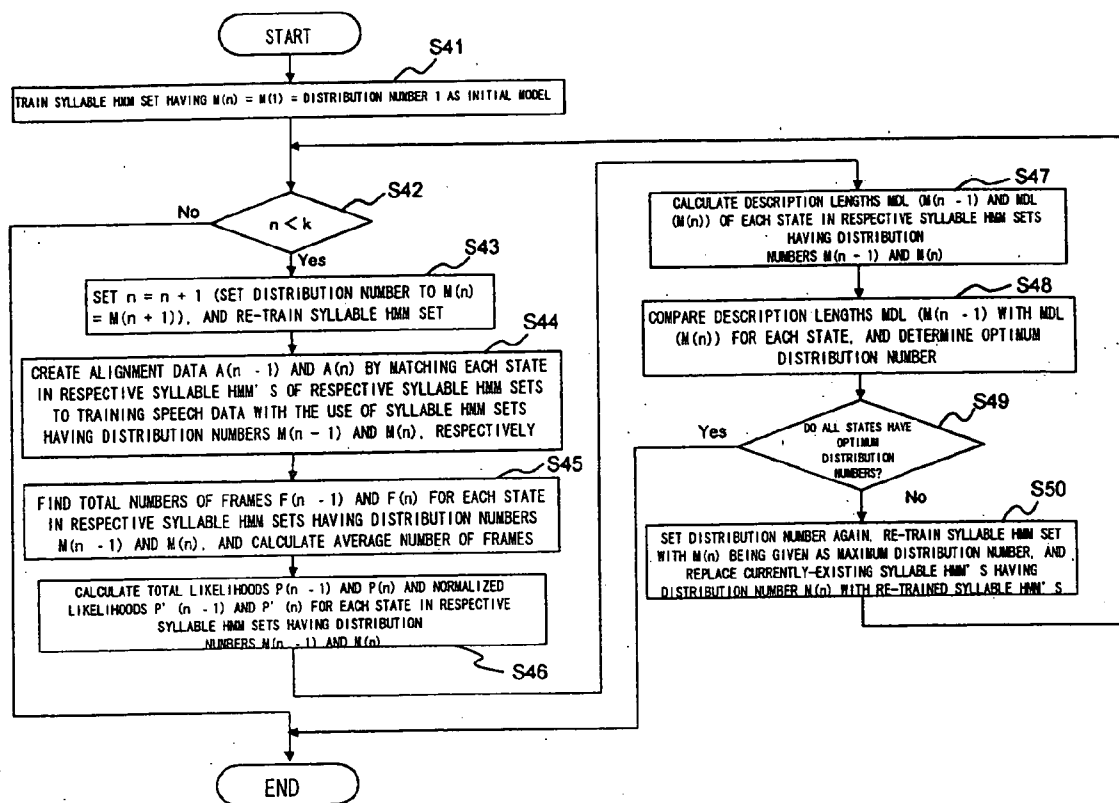 START
S41
TRAIN SYLLABLE HMM SET HAVING M(n) = M(1) = DISTRIBUTION NUMBER 1 AS INITIAL MODEL
S42
No
n < k
Yes
S43
SET n = n + 1 (SET DISTRIBUTION NUMBER TO M(n)
= M(n + 1)), AND RE-TRAIN SYLLABLE HMM SET
S44
CREATE ALIGNMENT DATA A(n - 1) AND A(n) BY MATCHING EACH STATE
IN RESPECTIVE SYLLABLE HMM'S OF RESPECTIVE SYLLABLE HMM SETS
TO TRAINING SPEECH DATA WITH THE USE OF SYLLABLE HMM SETS
HAVING DISTRIBUTION NUMBERS M(n - 1) AND M(n), RESPECTIVELY
S45
FIND TOTAL NUMBERS OF FRAMES F(n - 1) AND F(n) FOR EACH STATE
IN RESPECTIVE SYLLABLE HMM SETS HAVING DISTRIBUTION NUMBERS
M(n - 1) AND M(n), AND CALCULATE AVERAGE NUMBER OF FRAMES
CALCULATE TOTAL LIKELIHOODS P(n - 1) AND P(n) AND NORMALIZED
LIKELIHOODS P' (n - 1) AND P' (n) FOR EACH STATE IN RESPECTIVE
SYLLABLE HMM SETS HAVING DISTRIBUTION
NUMBERS M(n - 1) AND M(n)
S46
S47
CALCULATE DESCRIPTION LENGTHS MDL (M(n - 1) AND MDL
(M(n)) OF EACH STATE IN RESPECTIVE SYLLABLE HMM SETS
HAVING DISTRIBUTION
NUMBERS M(n - 1) AND M(n)
S48
COMPARE DESCRIPTION LENGTHS MDL (M(n - 1) WITH MDL
(M(n)) FOR EACH STATE, AND DETERMINE OPTIMUM
DISTRIBUTION NUMBER
S49
Yes
DO ALL STATES HAVE
OPTIMUM
DISTRIBUTION
NUMBERS?
No
S50
SET DISTRIBUTION NUMBER AGAIN, RE-TRAIN SYLLABLE HMM SET
WITH M(n) BEING GIVEN AS MAXIMUM DISTRIBUTION NUMBER, AND
REPLACE CURRENTLY-EXISTING SYLLABLE HMM'S HAVING
DISTRIBUTION NUMBER M(n) WITH RE-TRAINED SYLLABLE HMM'S
END